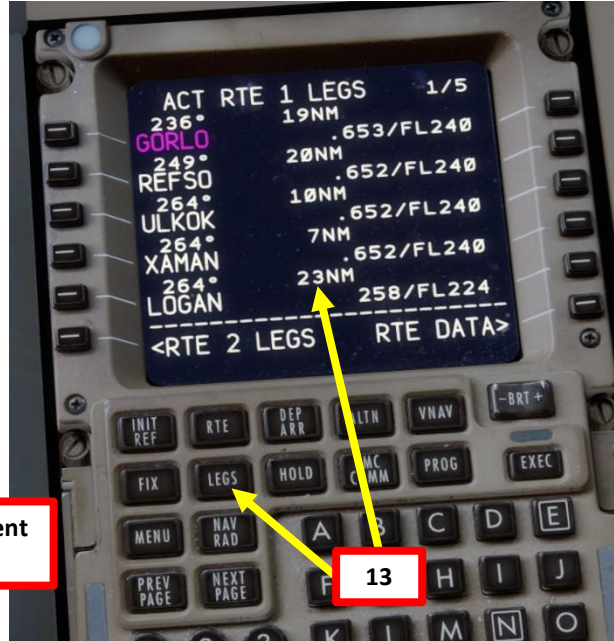 ACT RTE 1 LEGS 1/5
236° 19NM
GORLO .653/FL240
249° 20NM
REFSO .652/FL240
264° 10NM
ULKOK .652/FL240
264° 7NM
XAMAN .652/FL240
264° 23NM
LOGAN 258/FL224
<RTE 2 LEGS RTE DATA>
-BRT+
INIT REF
RTE
DEP ARR
VNAV
FIX
LEGS
HOLD
PROG
EXEC
MENU
NAV RAD
A
C
D
E
ent
PREV PAGE
NEXT PAGE
F
13
H
I
J
M
N
O